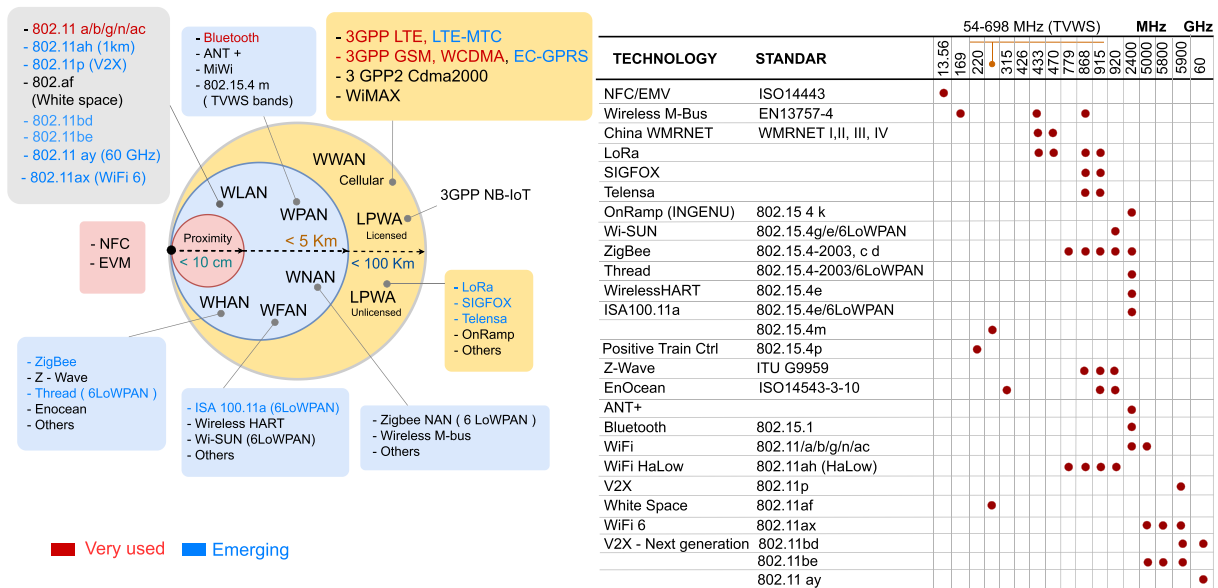 - 802.11 a/b/g/n/ac
- 802.11ah (1km)
- 802.11p (V2X)
- 802.af
(White space)
- 802.11bd
- 802.11be
- 802.11 ay (60 GHz)
- 802.11ax (WiFi 6)
- Bluetooth
- ANT +
- MiWi
- 802.15.4 m
( TVWS bands)
- 3GPP LTE, LTE-MTC
- 3GPP GSM, WCDMA, EC-GPRS
- 3 GPP2 Cdma2000
- WiMAX
WWAN
Cellular
WLAN
WPAN
3GPP NB-IoT
LPWA
Licensed
- NFC
- EVM
Proximity
< 10 cm
< 5 Km
< 100 Km
WNAN
WHAN
WFAN
LPWA
Unlicensed
- LoRa
- SIGFOX
- Telensa
- OnRamp
- Others
- ZigBee
- Z - Wave
- Thread ( 6LoWPAN )
- Enocean
- Others
- ISA 100.11a (6LoWPAN)
- Wireless HART
- Wi-SUN (6LoWPAN)
- Others
- Zigbee NAN ( 6 LoWPAN )
- Wireless M-bus
- Others
Very used
Emerging
54-698 MHz (TVWS) MHz GHz
TECHNOLOGY STANDAR 13.56 169 220 315 426 433 470 779 868 915 920 2400 5000 5800 5900 60
NFC/EMV ISO14443
Wireless M-Bus EN13757-4
China WMRNET WMRNET I,II, III, IV
LoRa
SIGFOX
Telensa
OnRamp (INGENU) 802.15 4 k
Wi-SUN 802.15.4g/e/6LoWPAN
ZigBee 802.15.4-2003, c d
Thread 802.15.4-2003/6LoWPAN
WirelessHART 802.15.4e
ISA100.11a 802.15.4e/6LoWPAN
802.15.4m
Positive Train Ctrl 802.15.4p
Z-Wave ITU G9959
EnOcean ISO14543-3-10
ANT+
Bluetooth 802.15.1
WiFi 802.11/a/b/g/n/ac
WiFi HaLow 802.11ah (HaLow)
V2X 802.11p
White Space 802.11af
WiFi 6 802.11ax
V2X - Next generation 802.11bd
802.11be
802.11 ay